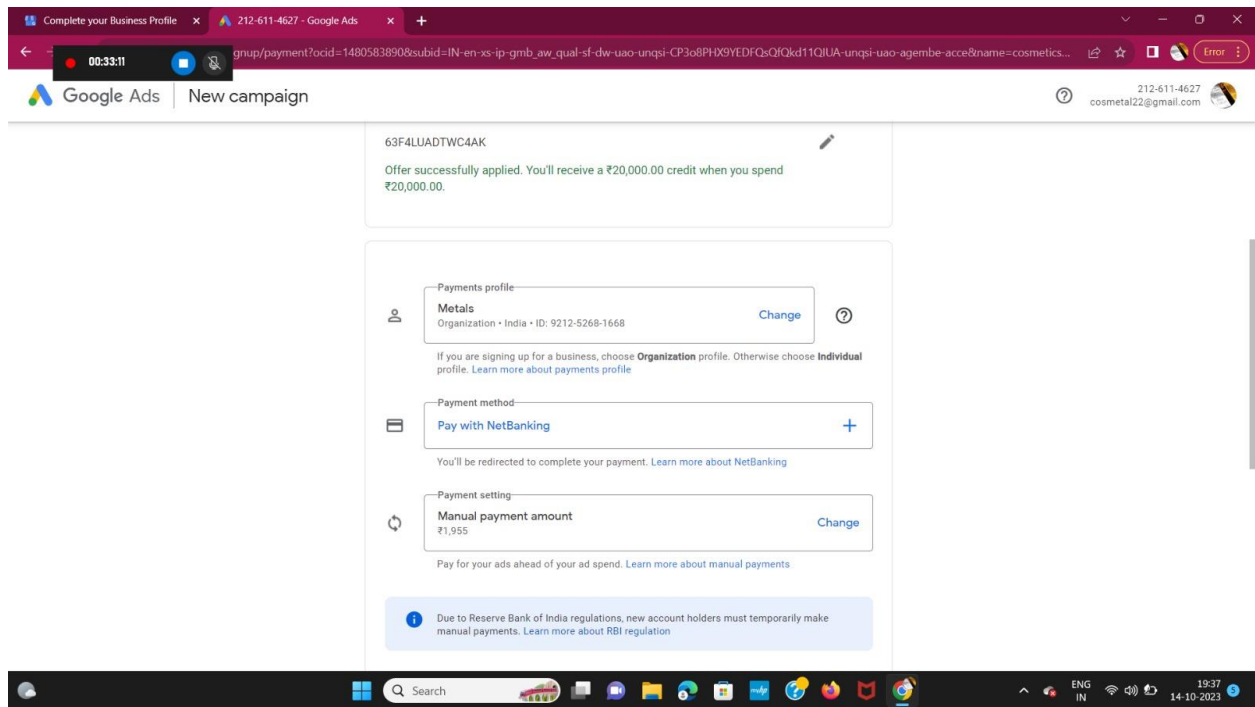 Complete your Business Profile
212-611-4627 - Google Ads
00:33:11
gnup/payment?ocid=1480583890&subid=IN-en-xs-ip-gmb_aw_qual-sf-dw-uao-unqsi-CP3o8PHX9YEDFQsQfQkd11QIUA-unqsi-uao-agembe-acce&name=cosmetics...
Error
Google Ads
New campaign
212-611-4627
cosmetal22@gmail.com
63F4LUADTWC4AK
Offer successfully applied. You'll receive a ₹20,000.00 credit when you spend
₹20,000.00.
Payments profile
Metals
Organization • India • ID: 9212-5268-1668
Change
If you are signing up for a business, choose Organization profile. Otherwise choose Individual
profile. Learn more about payments profile
Payment method
Pay with NetBanking
You'll be redirected to complete your payment. Learn more about NetBanking
Payment setting
Manual payment amount
₹1,955
Change
Pay for your ads ahead of your ad spend. Learn more about manual payments
Due to Reserve Bank of India regulations, new account holders must temporarily make
manual payments. Learn more about RBI regulation
Search
ENG
IN
19:37
14-10-2023
5